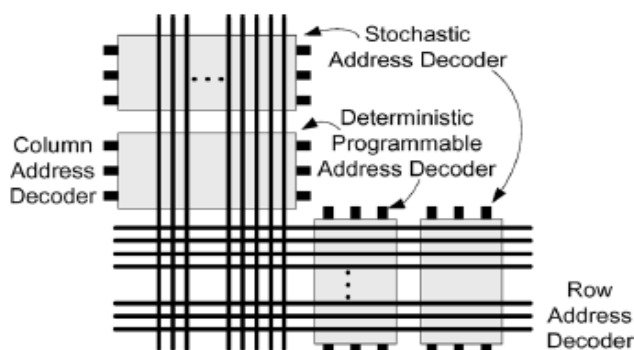 Stochastic
Address Decoder
Deterministic
Programmable
Address Decoder
Column
Address
Decoder
Row
Address
Decoder